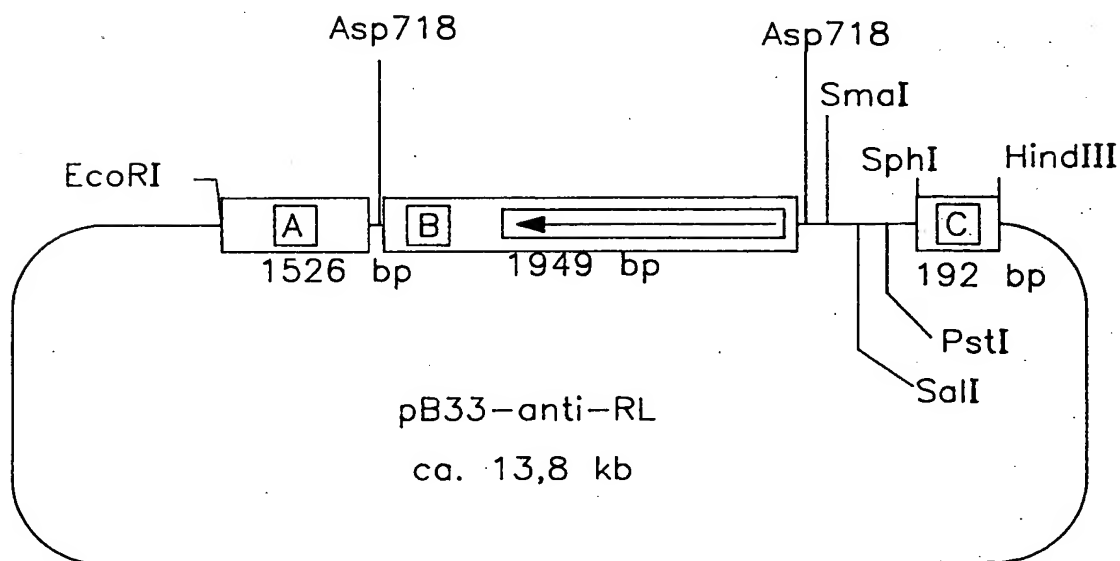 Asp718
Asp718
SmaI
EcoRI
SphI
HindIII
A
B
C
1526 bp
1949 bp
192 bp
PstI
SalI
pB33-anti-RL
ca. 13,8 kb